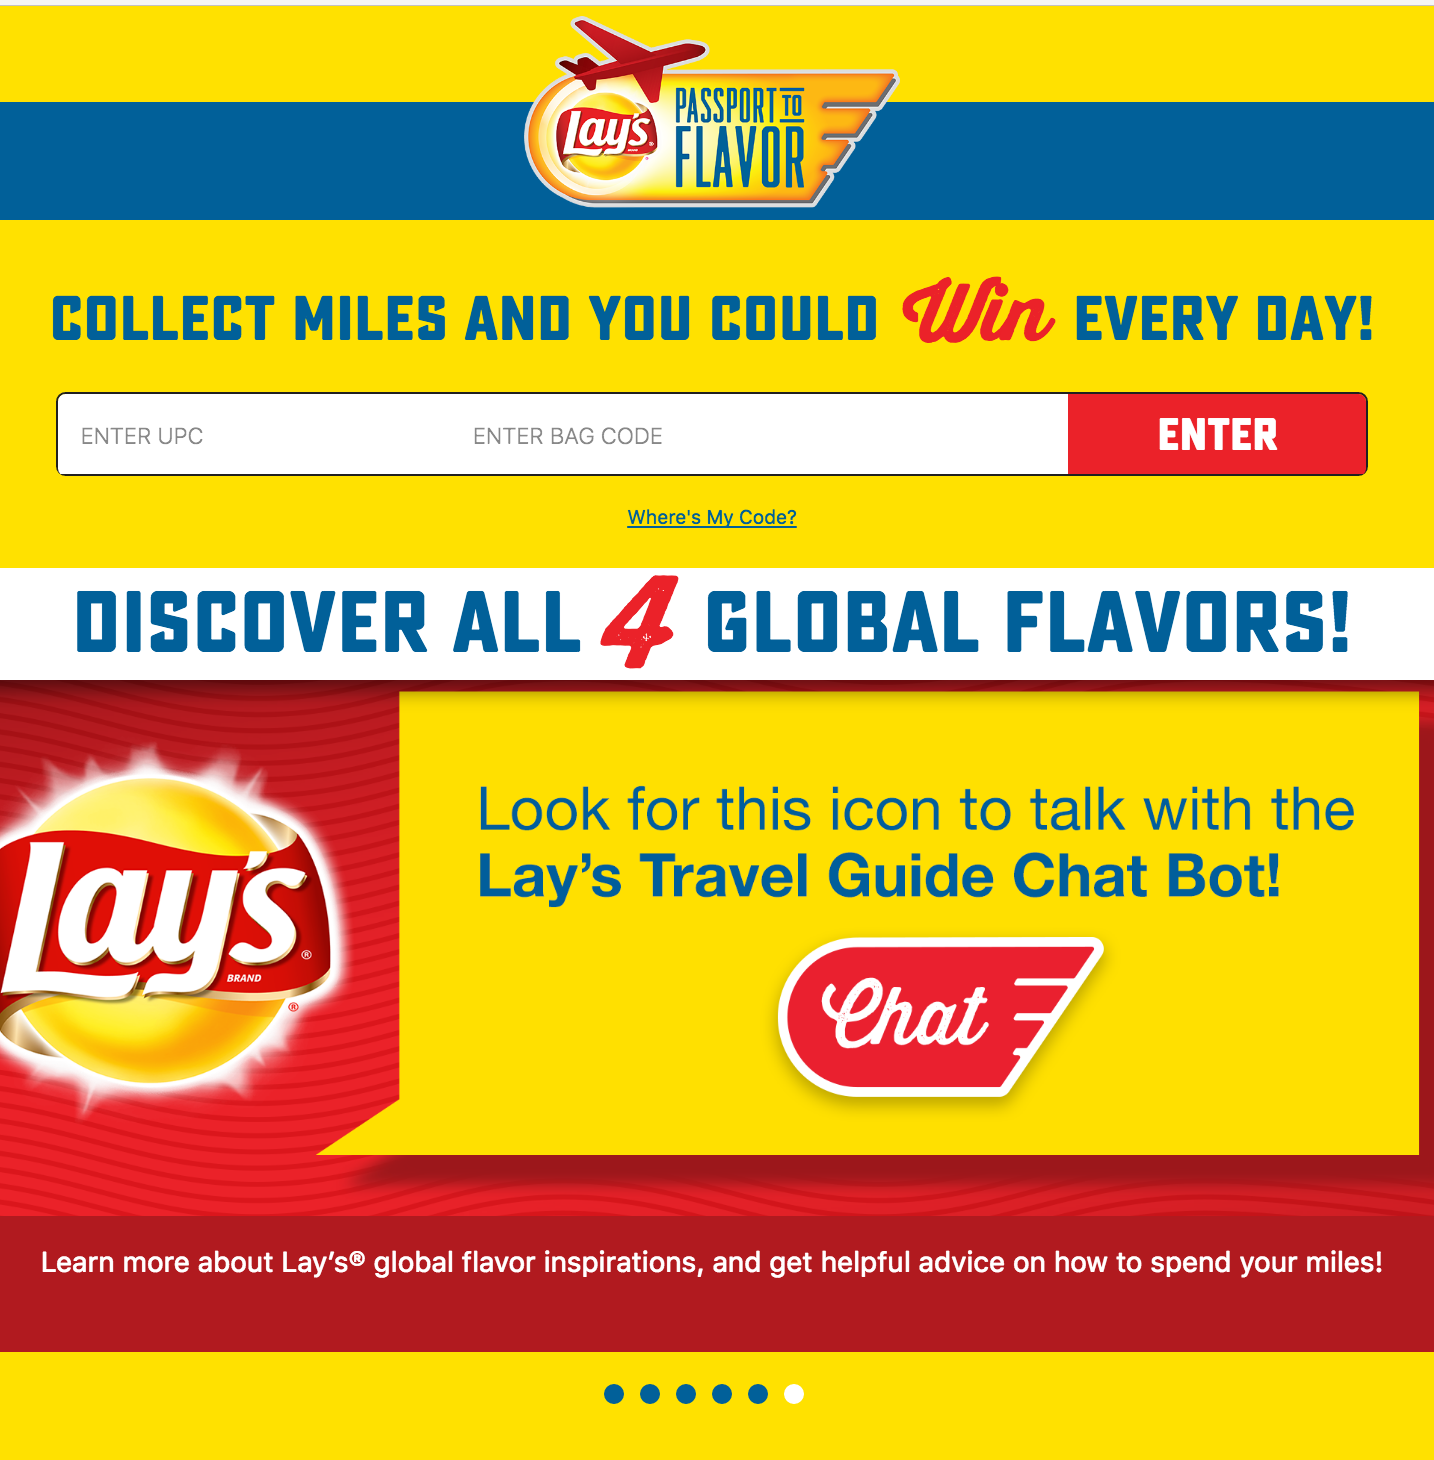 Lay's
BRAND
®
PASSPORT TO
FLAVOR
COLLECT MILES AND YOU COULD Win EVERY DAY!
ENTER UPC
ENTER BAG CODE
ENTER
Where's My Code?
DISCOVER ALL 4 GLOBAL FLAVORS!
Lay's®
BRAND
®
Look for this icon to talk with the
Lay’s Travel Guide Chat Bot!
Chat
Learn more about Lay’s® global flavor inspirations, and get helpful advice on how to spend your miles!